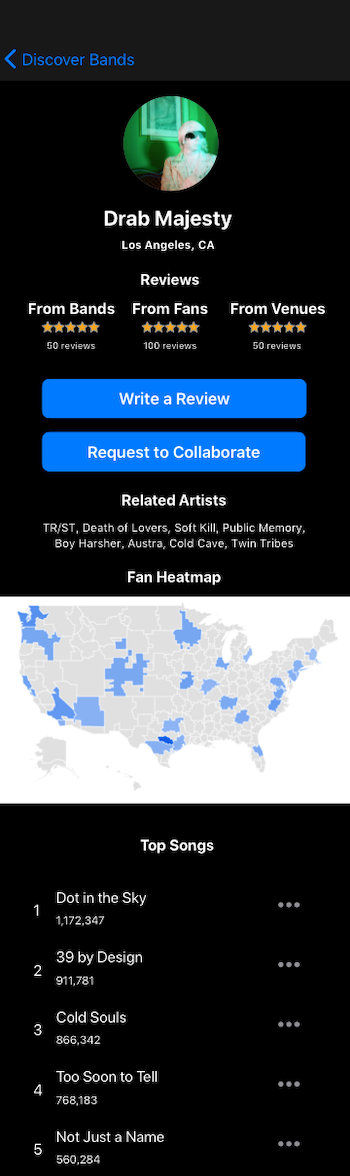 Discover Bands
Drab Majesty
Los Angeles, CA
Reviews
From Bands From Fans From Venues
50 reviews 100 reviews 50 reviews
Write a Review
Request to Collaborate
Related Artists
TR/ST, Death of Lovers, Soft Kill, Public Memory,
Boy Harsher, Austra, Cold Cave, Twin Tribes
Fan Heatmap
Top Songs
1 Dot in the Sky
1,172,347
2 39 by Design
911,781
3 Cold Souls
866,342
4 Too Soon to Tell
768,183
5 Not Just a Name
560,284